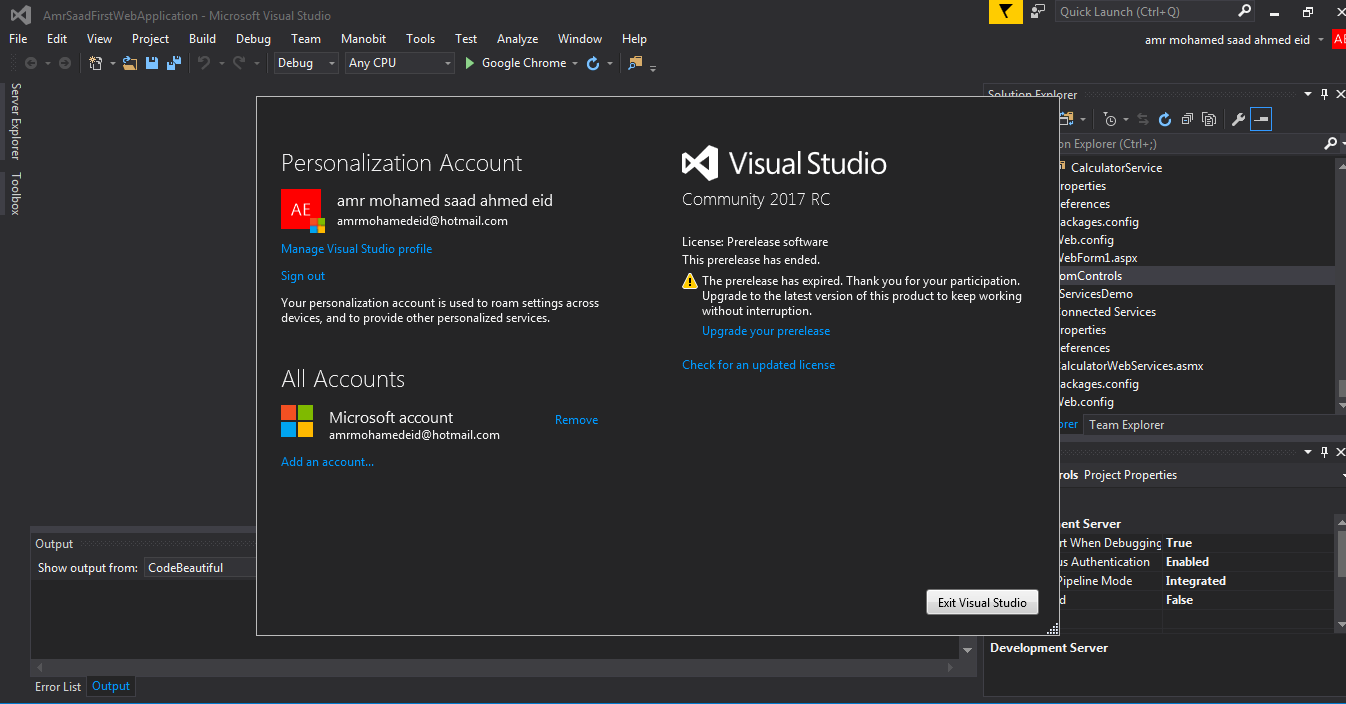 AmrSaadFirstWebApplication - Microsoft Visual Studio
Quick Launch (Ctrl+Q)
File Edit View Project Build Debug Team Manobit Tools Test Analyze Window Help
amr mohamed saad ahmed eid AE
Debug Any CPU Google Chrome
Server Explorer
Toolbox
Personalization Account
AE
amr mohamed saad ahmed eid
amrmohamedeid@hotmail.com
Manage Visual Studio profile
Sign out
Your personalization account is used to roam settings across
devices, and to provide other personalized services.
All Accounts
Microsoft account
amrmohamedeid@hotmail.com
Remove
Add an account...
Visual Studio
Community 2017 RC
License: Prerelease software
This prerelease has ended.
The prerelease has expired. Thank you for your participation.
Upgrade to the latest version of this product to keep working
without interruption.
Upgrade your prerelease
Check for an updated license
Exit Visual Studio
Solution Explorer
on Explorer (Ctrl+;)
CalculatorService
roperties
eferences
ackages.config
Web.config
WebForm1.aspx
omControls
ServicesDemo
onnected Services
roperties
eferences
CalculatorWebServices.asmx
ackages.config
Web.config
orer Team Explorer
rols Project Properties
ent Server
rt When Debugging True
us Authentication Enabled
Pipeline Mode Integrated
d False
Development Server
Output
Show output from: CodeBeautiful
Error List Output